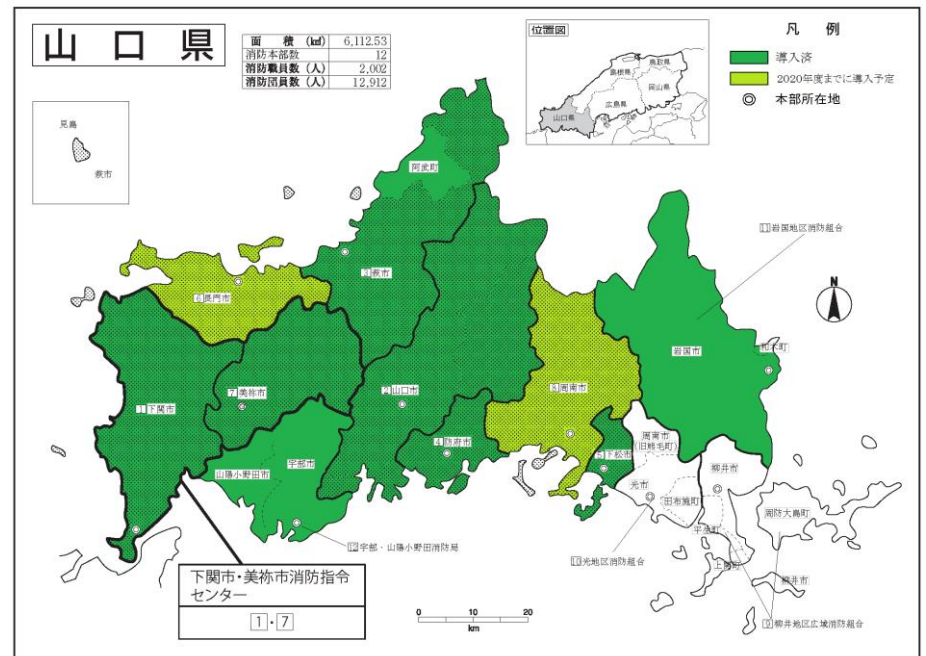 山口県
面 積 (㎢) 6,112.53
消防本部数 12
消防職員数（人） 2,002
消防団員数（人） 12,912
位置図
鳥取県
島根県
岡山県
広島県
山口県
凡 例
導入済
2020年度までに導入予定
本部所在地
見島
萩市
阿武町
11岩国地区消防組合
3萩市
6長門市
N
岩国市
和木町
7美祢市
8周南市
1下関市
2山口市
4防府市
周南市
（旧熊毛町）
5下松市
柳井市
宇部市
山陽小野田市
光市
田布施町
周防大島町
平生町
12宇部・山陽小野田消防局
10光地区消防組合
上関町
柳井市
下関市・美祢市消防指令
センター
1・7
0 10 20
km
9柳井地区広域消防組合